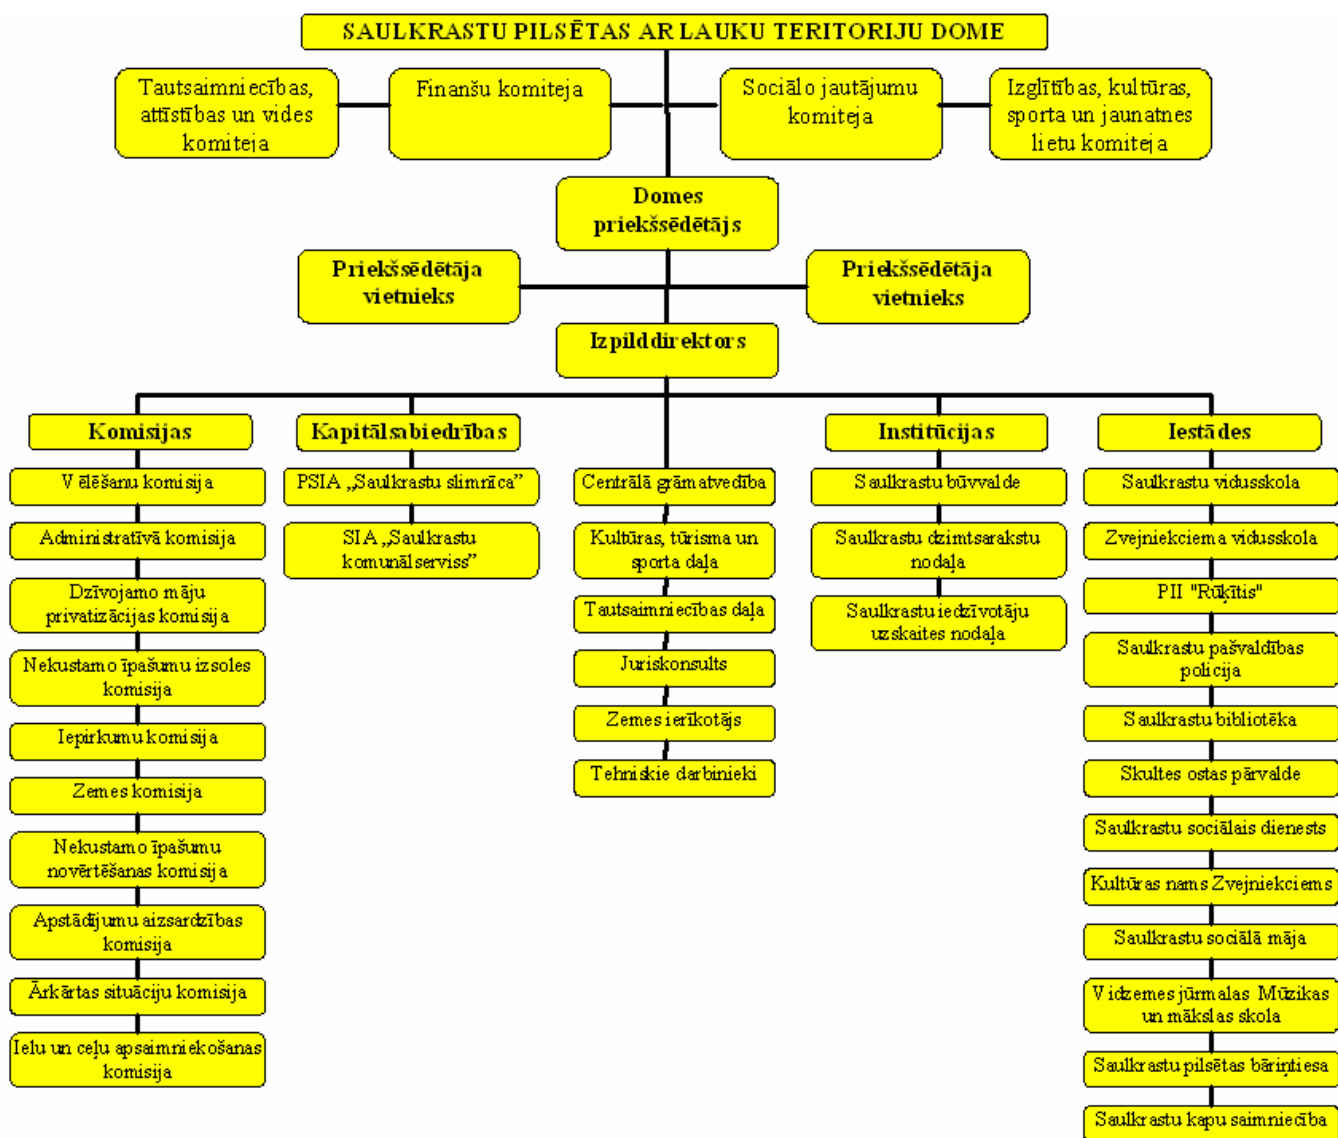 SAULKRASTU PILSĒTAS AR LAUKU TERITORIJU DOME
Tautsaimniecības,
attīstības un vides
komiteja
Finanšu komiteja
Sociālo jautājumu
komiteja
Izglītības, kultūras,
sporta un jaunatnes
lietu komiteja
Domes
priekšsēdētājs
Priekšsēdētāja
vietnieks
Priekšsēdētāja
vietnieks
Izpilddirektors
Komisijas
Vēlēšanu komisija
Administratīvā komisija
Dzīvojamo māju
privatizācijas komisija
Nekustamo īpašumu izsoles
komisija
Iepirkumu komisija
Zemes komisija
Nekustamo īpašumu
novērtēšanas komisija
Apstādījumu aizsardzības
komisija
Ārkārtas situāciju komisija
Ielu un ceļu apsaimniekošanas
komisija
Kapitālsabiedrības
PSIA „Saulkrastu slimnīca”
SIA „Saulkrastu
komunālserviss”
Centrālā grāmatvedība
Kultūras, tūrisma un
sporta daļa
Tautsaimniecības daļa
Juriskonsults
Zemes ierīkotājs
Tehniskie darbinieki
Institūcijas
Saulkrastu būvvalde
Saulkrastu dzimtsarakstu
nodaļa
Saulkrastu iedzīvotāju
uzskaites nodaļa
Iestādes
Saulkrastu vidusskola
Zvejniekciema vidusskola
PII "Rūķītis"
Saulkrastu pašvaldības
policija
Saulkrastu bibliotēka
Skultes ostas pārvalde
Saulkrastu sociālais dienests
Kultūras nams Zvejniekciems
Saulkrastu sociālā māja
Vidzemes jūrmalas Mūzikas
un mākslas skola
Saulkrastu pilsētas bāriņtiesa
Saulkrastu kapu saimniecība